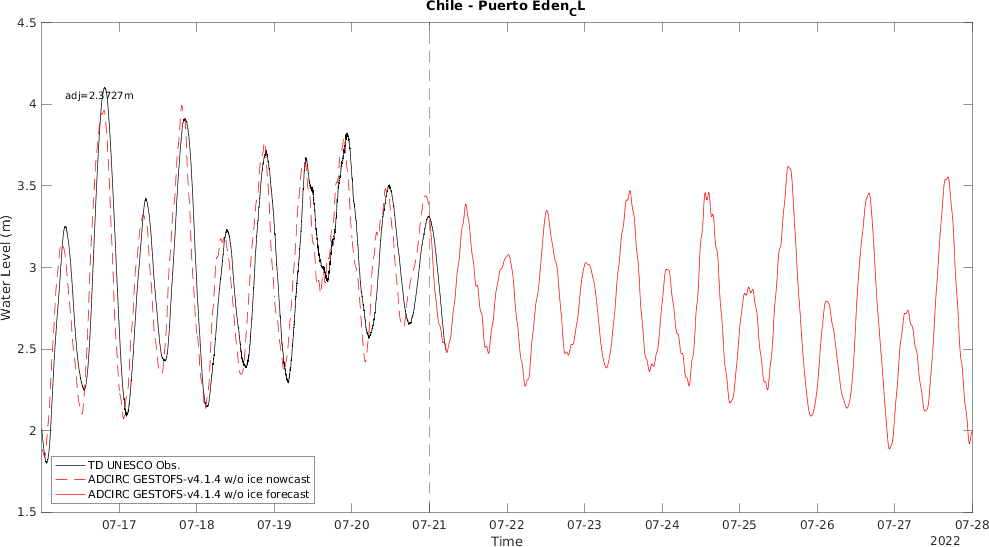 Chile - Puerto Eden_CL
4.5
4
3.5
3
2.5
2
1.5
Water Level (m)
adj=2.3727m
TD UNESCO Obs.
ADCIRC GESTOFS-v4.1.4 w/o ice nowcast
ADCIRC GESTOFS-v4.1.4 w/o ice forecast
07-17 07-18 07-19 07-20 07-21 07-22 07-23 07-24 07-25 07-26 07-27 07-28
Time
2022